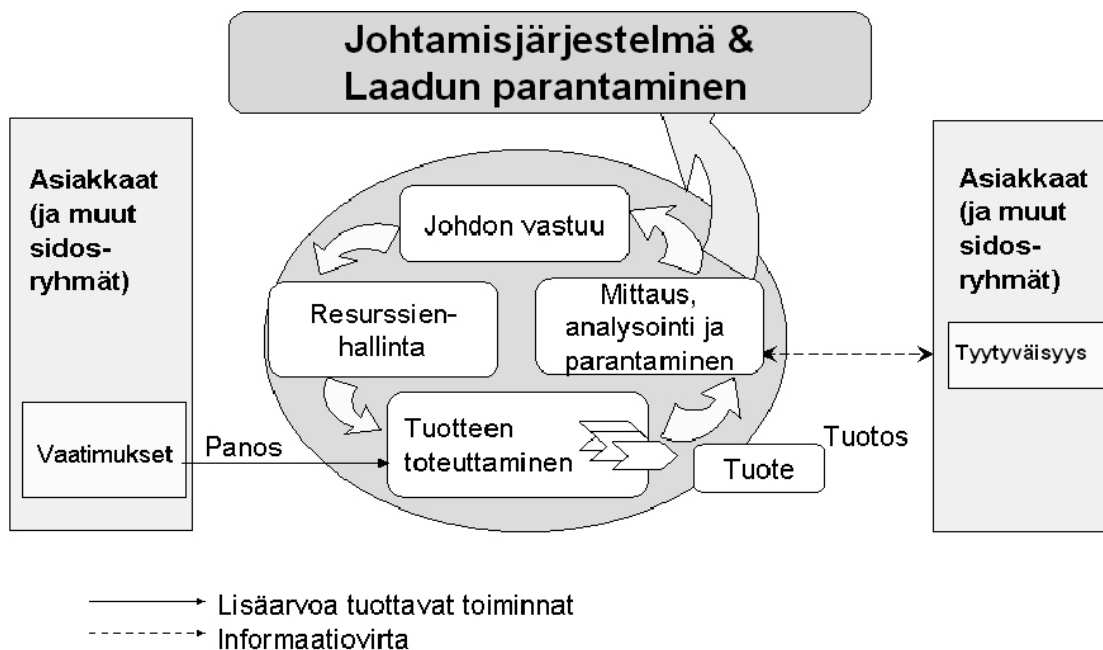 Johtamisjärjestelmä &
Laadun parantaminen
Asiakkaat
(ja muut
sidos-
ryhmät)
Vaatimukset
Panos
Johdon vastuu
Resurssien-
hallinta
Mittaus,
analysointi ja
parantaminen
Tuotteen
toteuttaminen
Tuote
Tuotos
Asiakkaat
(ja muut
sidos-
ryhmät)
Tyytyväisyys
Lisäarvoa tuottavat toiminnat
Informaatiovirta